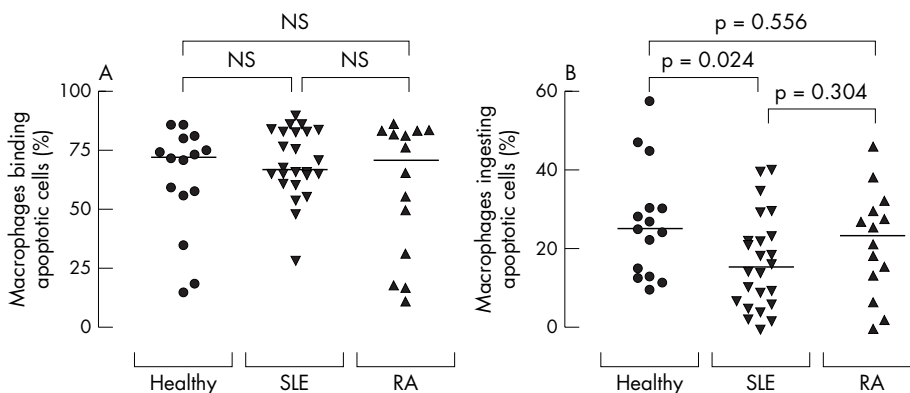 NS
NS
NS
A
100
75
50
25
0
Macrophages binding
apoptotic cells (%)
Healthy
SLE
RA
p = 0.556
p = 0.024
p = 0.304
B
60
40
20
0
Macrophages ingesting
apoptotic cells (%)
Healthy
SLE
RA